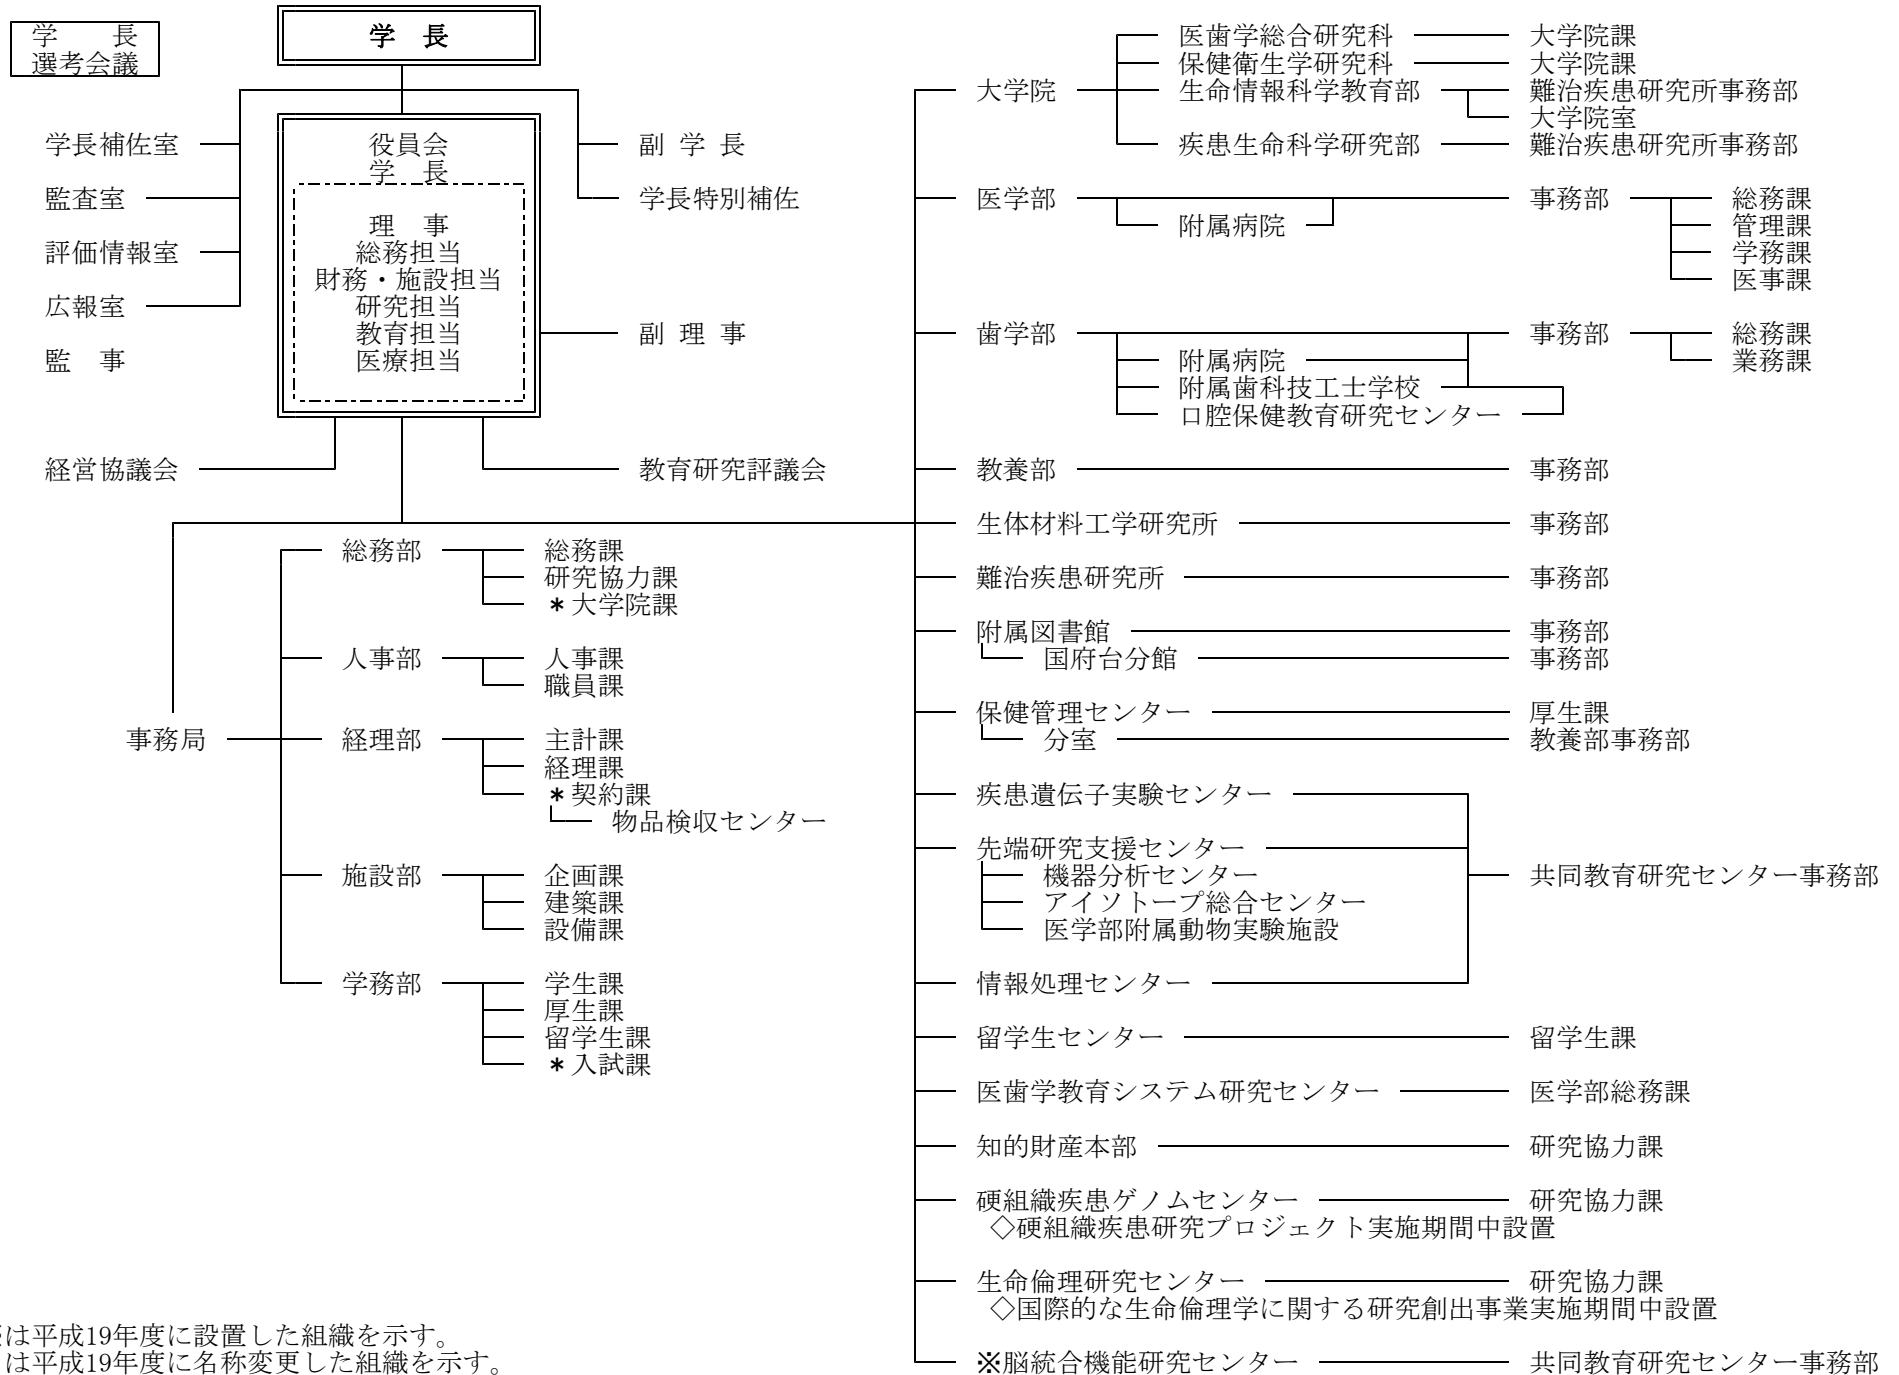 学　　長
選考会議
学　長
学長補佐室
監査室
評価情報室
広報室
監　事
役員会
学　長
理　事
総務担当
財務・施設担当
研究担当
教育担当
医療担当
副 学 長
学長特別補佐
副 理 事
経営協議会
教育研究評議会
事務局
総務部
総務課
研究協力課
＊大学院課
人事部
人事課
職員課
経理部
主計課
経理課
＊契約課
物品検収センター
施設部
企画課
建築課
設備課
学務部
学生課
厚生課
留学生課
＊入試課
大学院
医歯学総合研究科 大学院課
保健衛生学研究科 大学院課
生命情報科学教育部 難治疾患研究所事務部
大学院室
疾患生命科学研究部 難治疾患研究所事務部
医学部 事務部 総務課
附属病院 管理課
学務課
医事課
歯学部 事務部 総務課
附属病院 業務課
附属歯科技工士学校
口腔保健教育研究センター
教養部 事務部
生体材料工学研究所 事務部
難治疾患研究所 事務部
附属図書館 事務部
国府台分館 事務部
保健管理センター 厚生課
分室 教養部事務部
疾患遺伝子実験センター
先端研究支援センター
機器分析センター 共同教育研究センター事務部
アイソトープ総合センター
医学部附属動物実験施設
情報処理センター
留学生センター 留学生課
医歯学教育システム研究センター 医学部総務課
知的財産本部 研究協力課
硬組織疾患ゲノムセンター 研究協力課
◇硬組織疾患研究プロジェクト実施期間中設置
生命倫理研究センター 研究協力課
◇国際的な生命倫理学に関する研究創出事業実施期間中設置
※脳統合機能研究センター 共同教育研究センター事務部
は平成19年度に設置した組織を示す。
は平成19年度に名称変更した組織を示す。